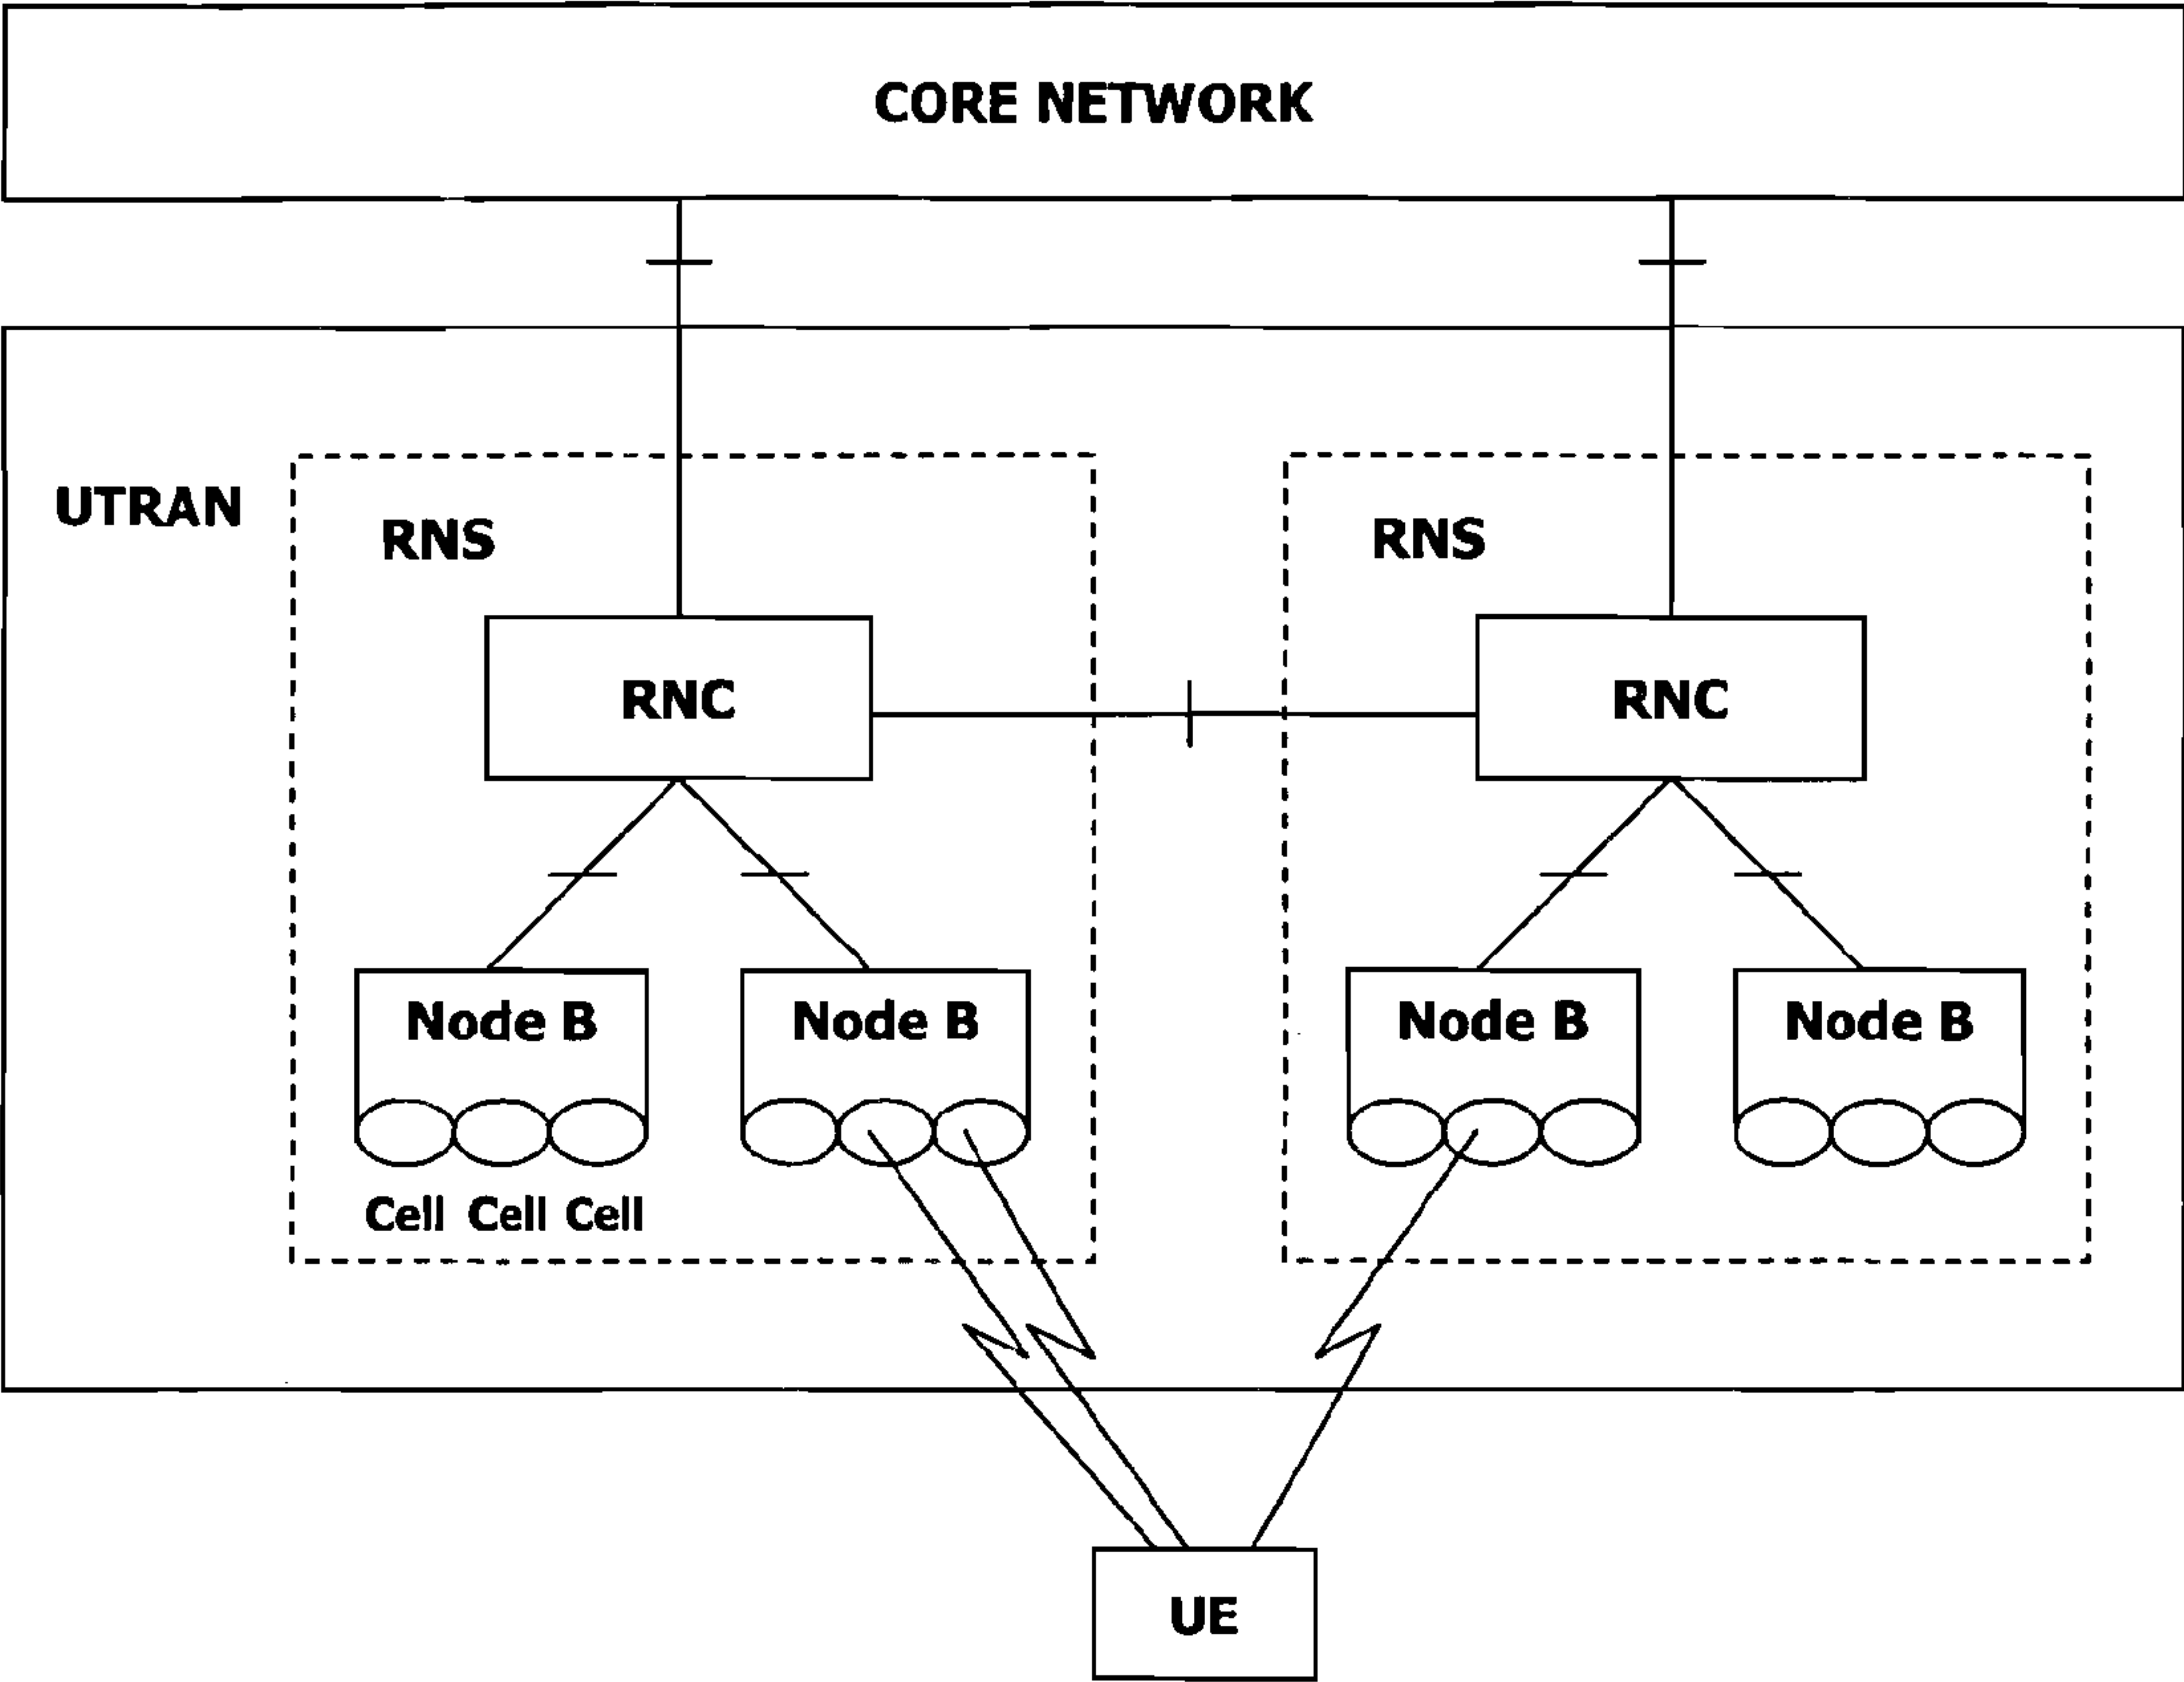 CORE NETWORK
UTRAN
RNS
RNS
RNC
RNC
Node B
Node B
Node B
Node B
Cell Cell Cell
UE